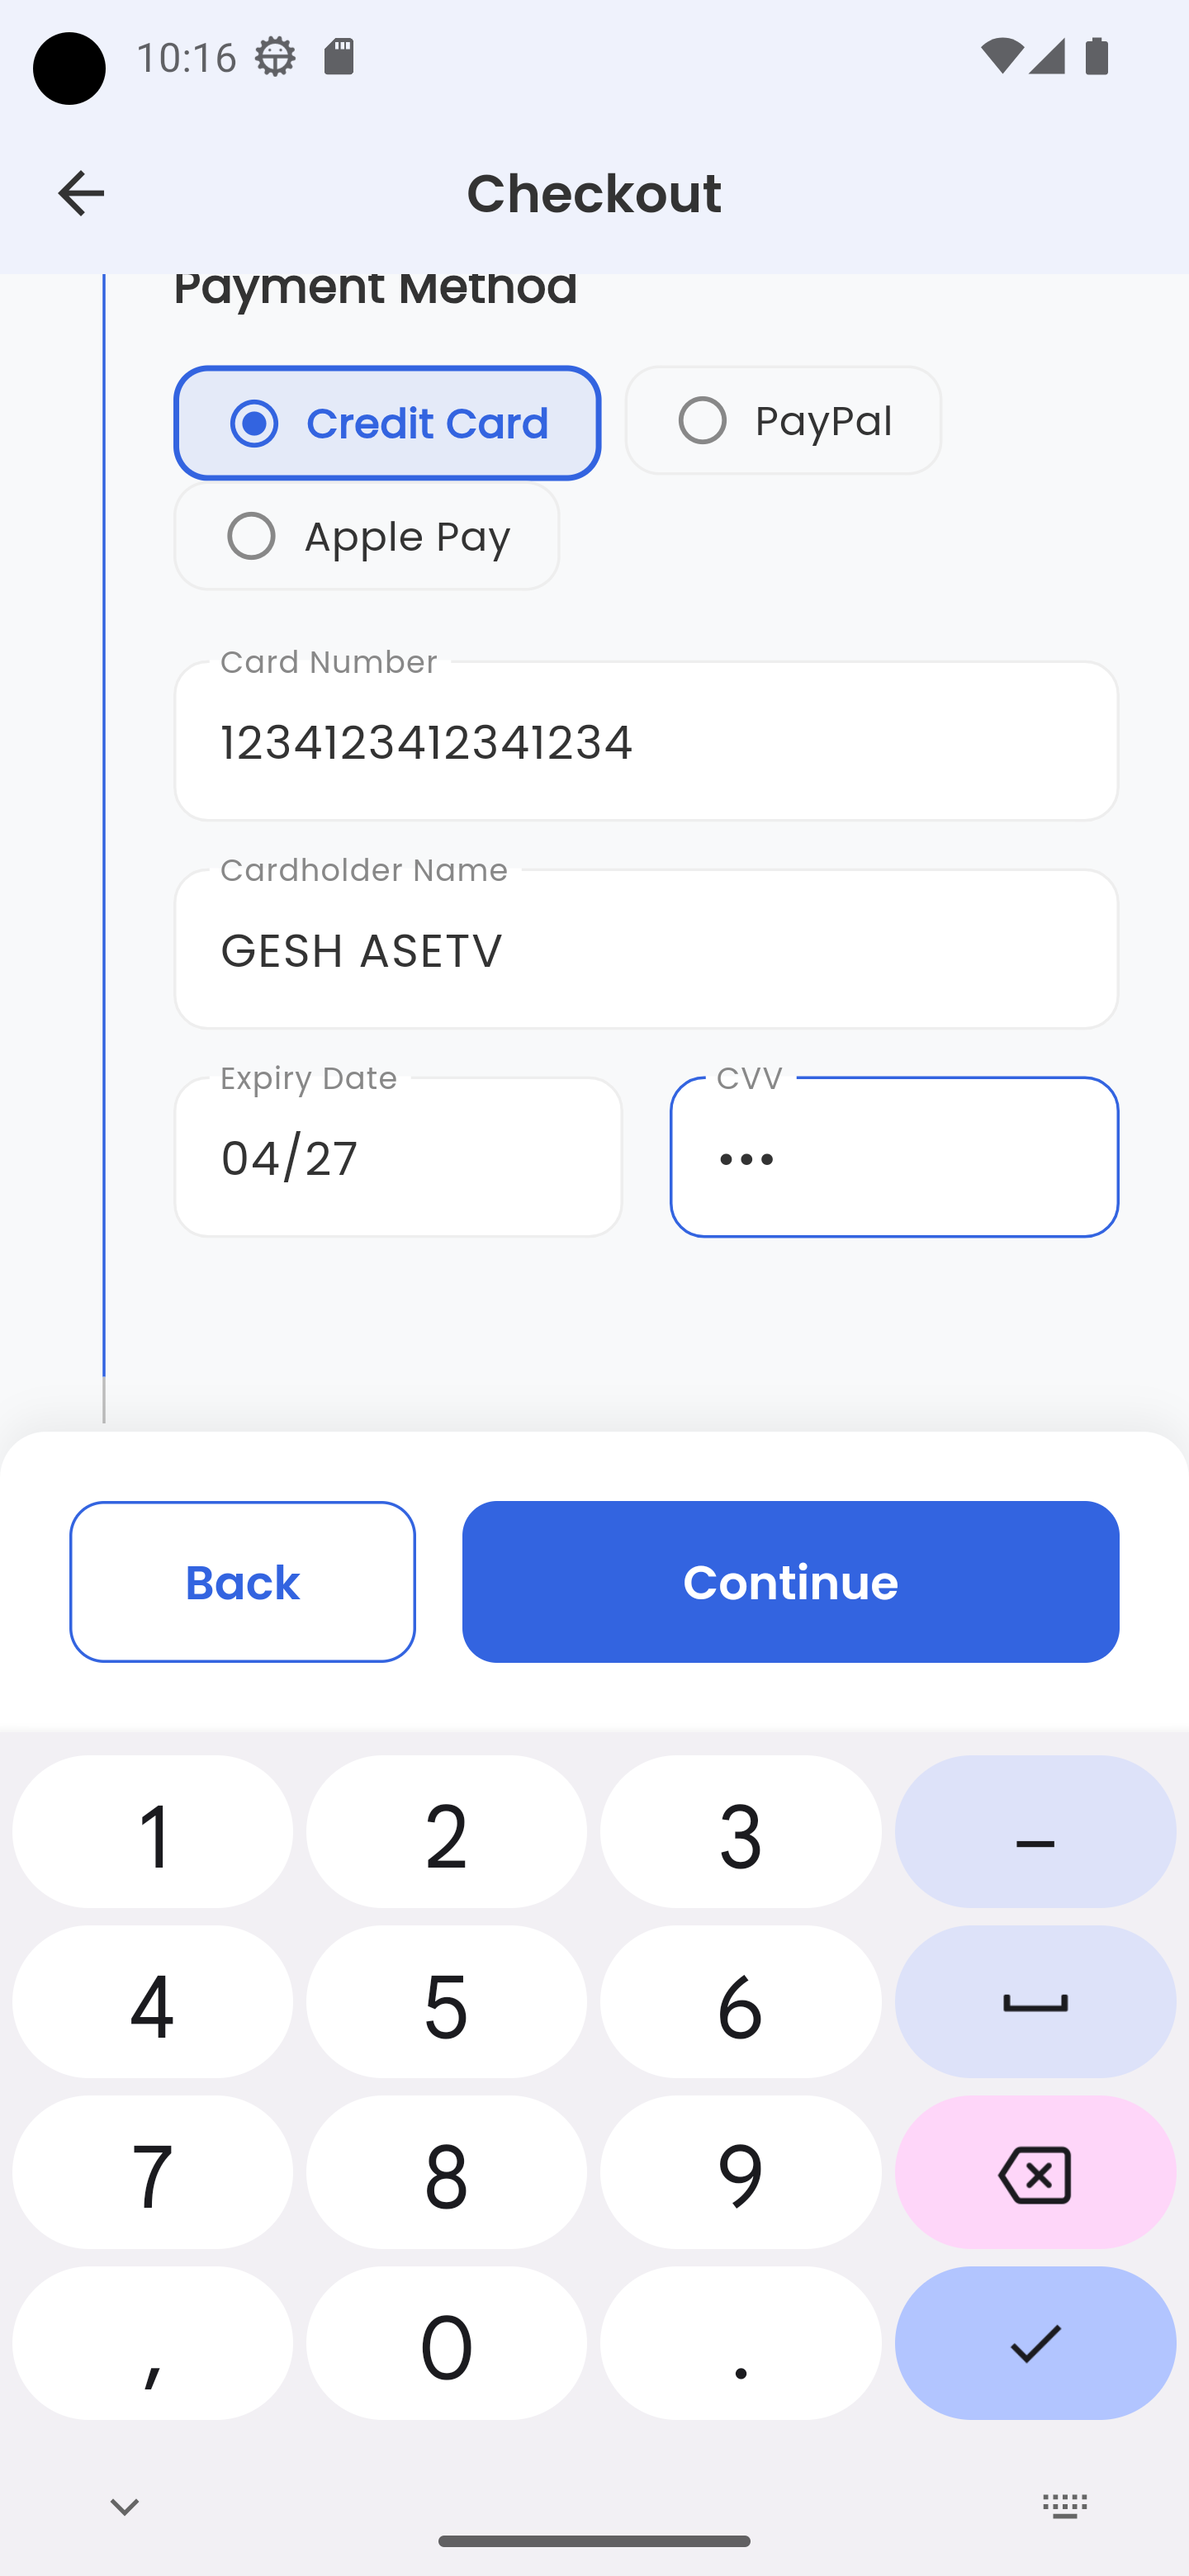 10:16
Checkout
Payment Method
Credit Card
PayPal
Apple Pay
Card Number
1234123412341234
Cardholder Name
GESH ASETV
Expiry Date
CVV
04/27
•••
Back
Continue
1 2 3 –
4 5 6
7 8 9
, 0 .